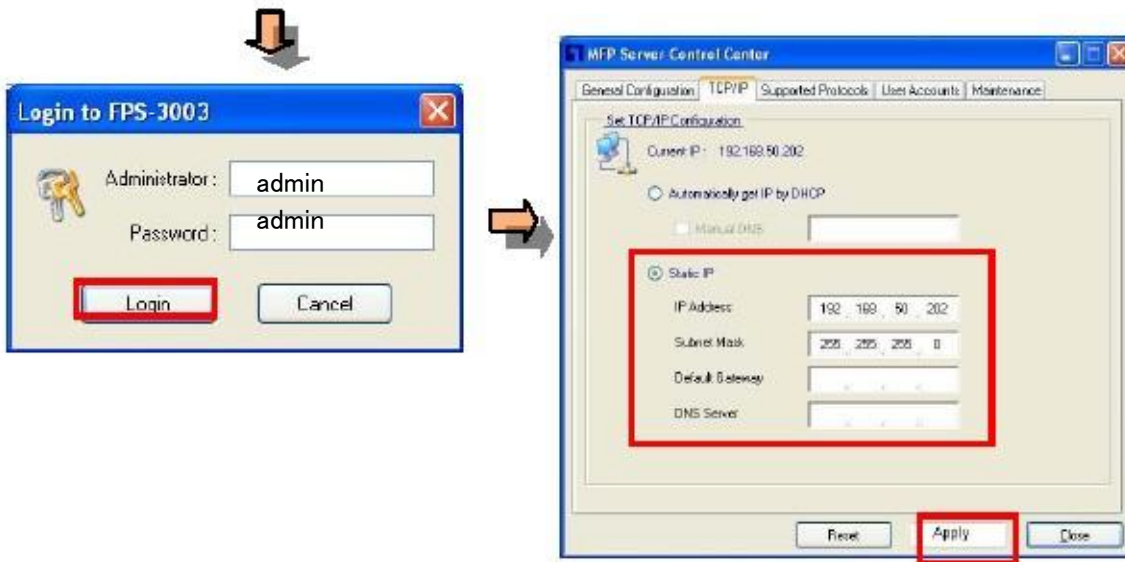 Login to FPS-3003
Administrator : admin
Password : admin
Login Cancel
MFP Server Control Center
General Configuration TCP/IP Supported Protocols User Accounts Maintenance
Set TCP/IP Configuration
Current IP : 192.168.50.202
Automatically get IP by DHCP
Manual DNS
Static IP
IP Address 192 . 168 . 50 . 202
Subnet Mask 255 . 255 . 255 . 0
Default Gateway . . .
DNS Server . . .
Reset Apply Close